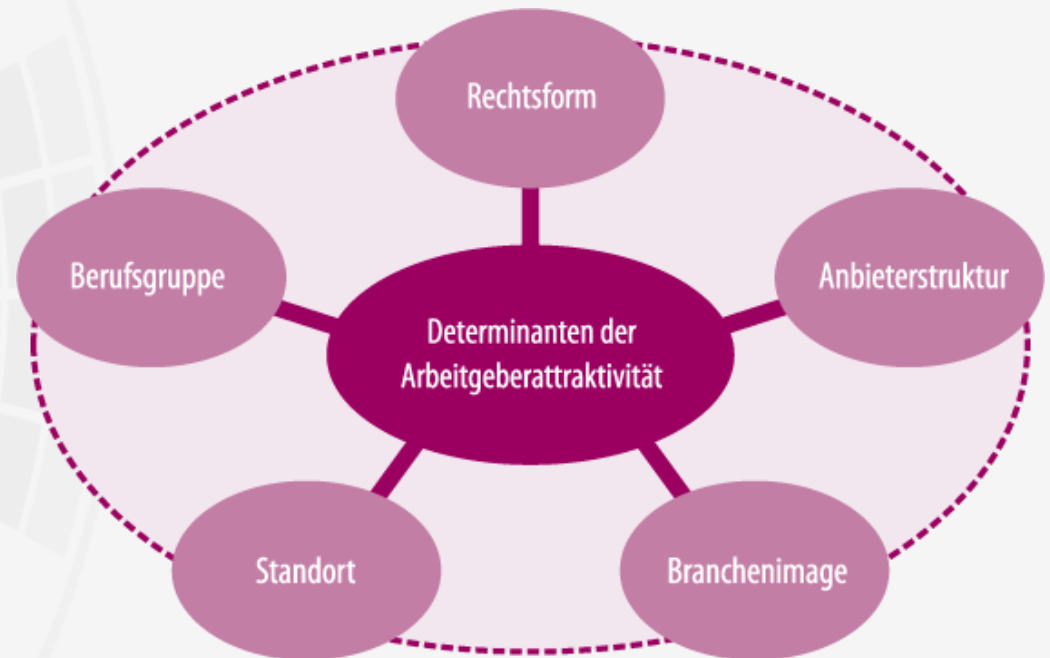 Rechtsform
Berufsgruppe
Anbieterstruktur
Determinanten der
Arbeitgeberattraktivität
Standort
Branchenimage